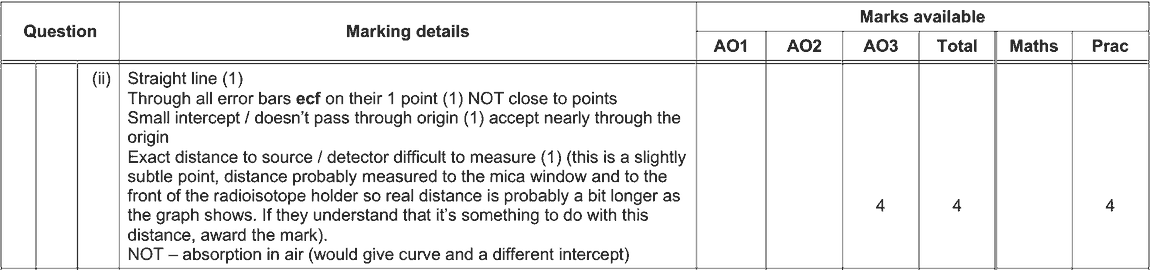 Question
Marking details
Marks available
AO1 AO2 AO3 Total Maths Prac
(ii) Straight line (1)
Through all error bars ecf on their 1 point (1) NOT close to points
Small intercept / doesn't pass through origin (1) accept nearly through the
origin
Exact distance to source / detector difficult to measure (1) (this is a slightly
subtle point, distance probably measured to the mica window and to the
front of the radioisotope holder so real distance is probably a bit longer as
the graph shows. If they understand that it's something to do with this
distance, award the mark).
NOT – absorption in air (would give curve and a different intercept)
4 4 4